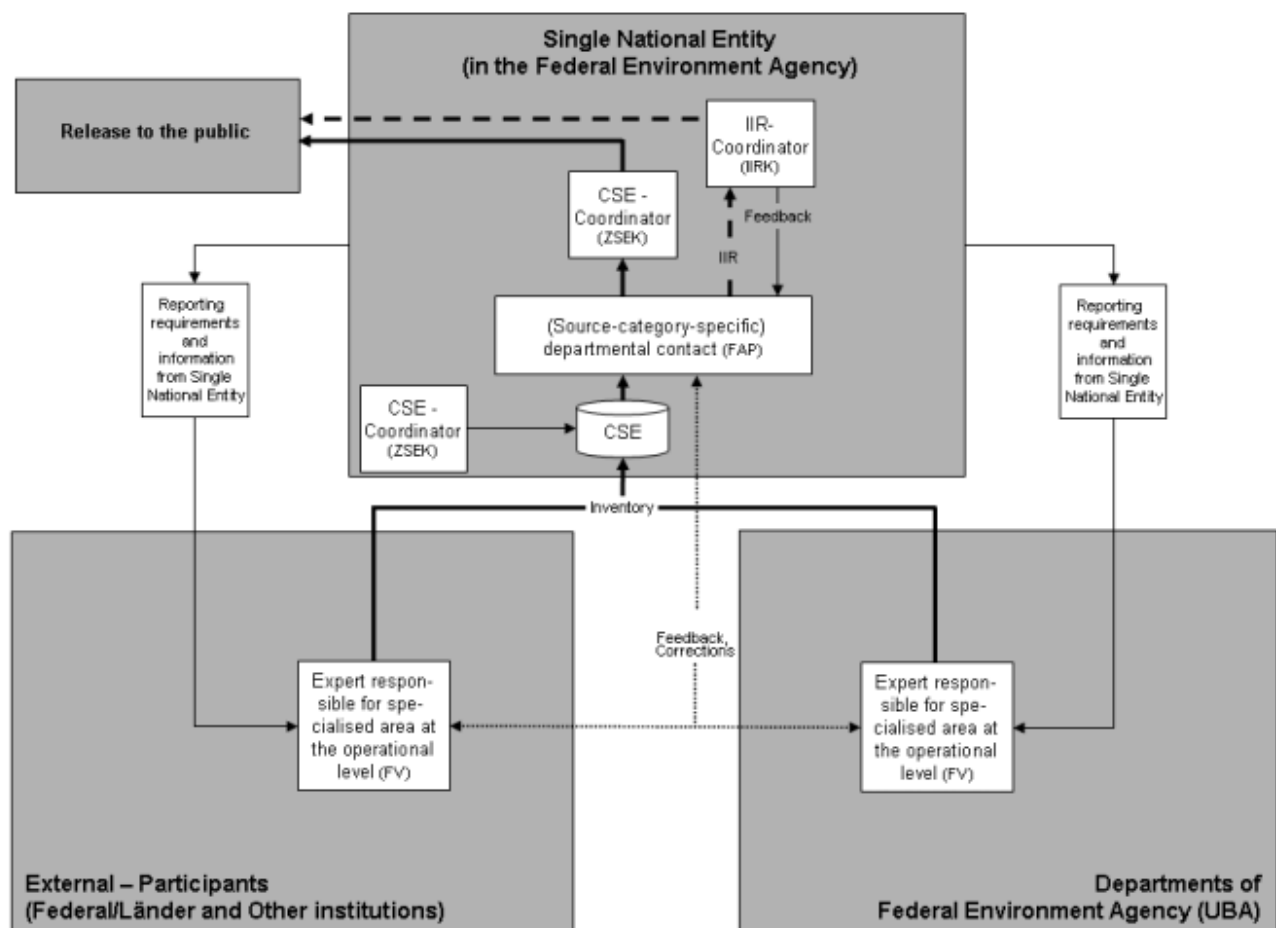 Single National Entity
(in the Federal Environment Agency)
Release to the public
IIR-
Coordinator
(IIRK)
CSE -
Coordinator
(ZSEK)
Feedback
IIR
Reporting
requirements
and
information
from Single
National Entity
Reporting
requirements
and
information
from Single
National Entity
(Source-category-specific)
departmental contact (FAP)
CSE -
Coordinator
(ZSEK)
CSE
Inventory
Feedback,
Corrections
Expert respon-
sible for spe-
cialised area at
the operational
level (FV)
Expert respon-
sible for spe-
cialised area at
the operational
level (FV)
External – Participants
(Federal/Länder and Other institutions)
Departments of
Federal Environment Agency (UBA)